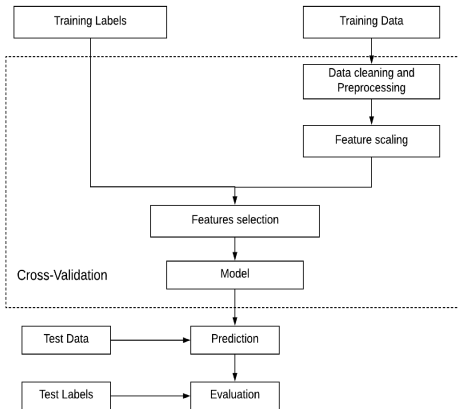 Training Labels
Training Data
Data cleaning and
Preprocessing
Feature scaling
Features selection
Cross-Validation
Model
Test Data
Prediction
Test Labels
Evaluation